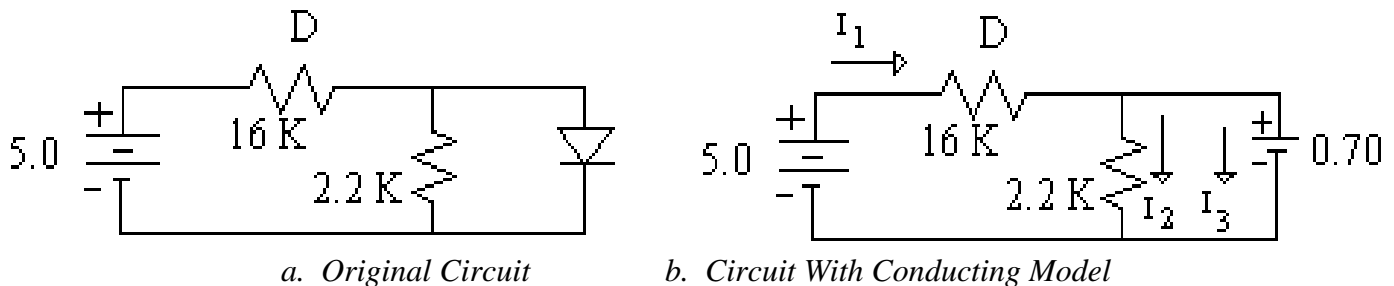 D
+
5.0
-
16 K
2.2 K
I1
D
+
5.0
-
16 K
2.2 K
I2
I3
+
-
0.70
a. Original Circuit
b. Circuit With Conducting Model